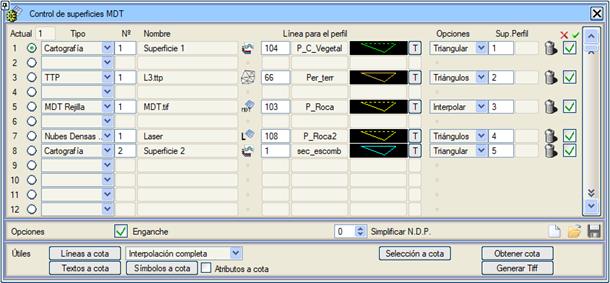 Control de superficies MDT
Actual 1 Tipo Nº Nombre Línea para el perfil Opciones Sup.Perfil
1 Cartografía 1 Superficie 1 104 P_C_Vegetal T Triangular 1
2
3 TTP 1 L3.ttp 66 Per_terr T Triángulos 2
4
5 MDT Rejilla 1 MDT.tif 103 P_Roca T Interpolar 3
6
7 Nubes Densas ... 1 Laser 108 P_Roca2 T Triángulos 4
8 Cartografía 2 Superficie 2 1 sec_escomb T Triangular 5
9
10
11
12
Opciones Enganche 0 Simplificar N.D.P.
Útiles Líneas a cota Interpolación completa Selección a cota Obtener cota
Textos a cota Símbolos a cota Atributos a cota Generar Tiff